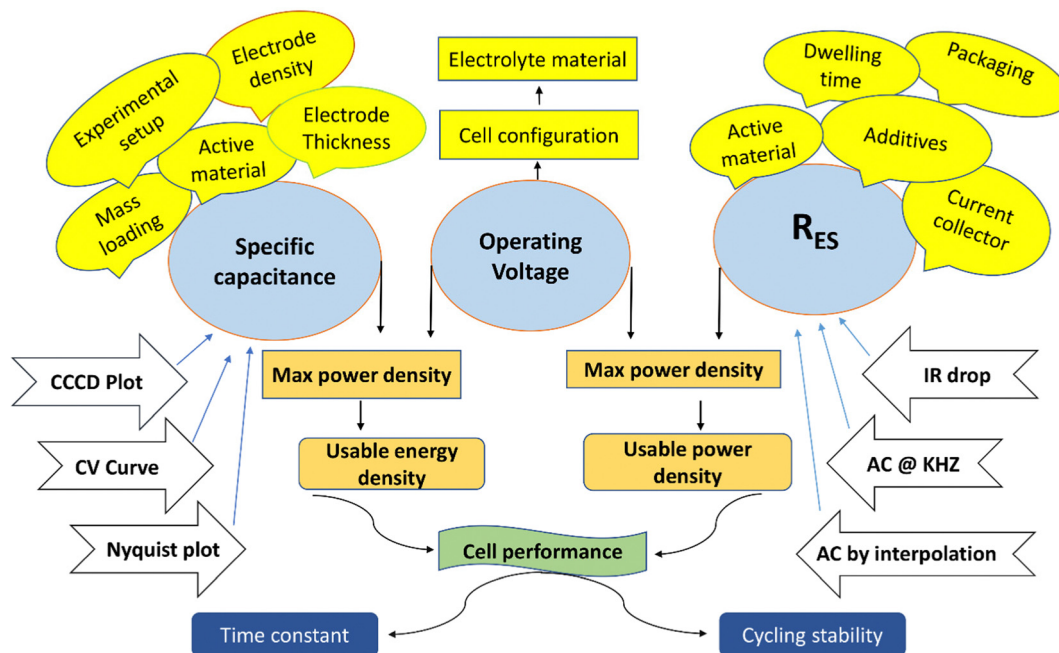 Experimental
setup
Electrode
density
Electrode
Thickness
Active
material
Mass
loading
Electrolyte material
Cell configuration
Dwelling
time
Packaging
Active
material
Additives
Current
collector
Specific
capacitance
Operating
Voltage
R_ES
CCCD Plot
CV Curve
Nyquist plot
Max power density
Max power density
Usable energy
density
Usable power
density
IR drop
AC @ KHZ
AC by interpolation
Cell performance
Time constant
Cycling stability